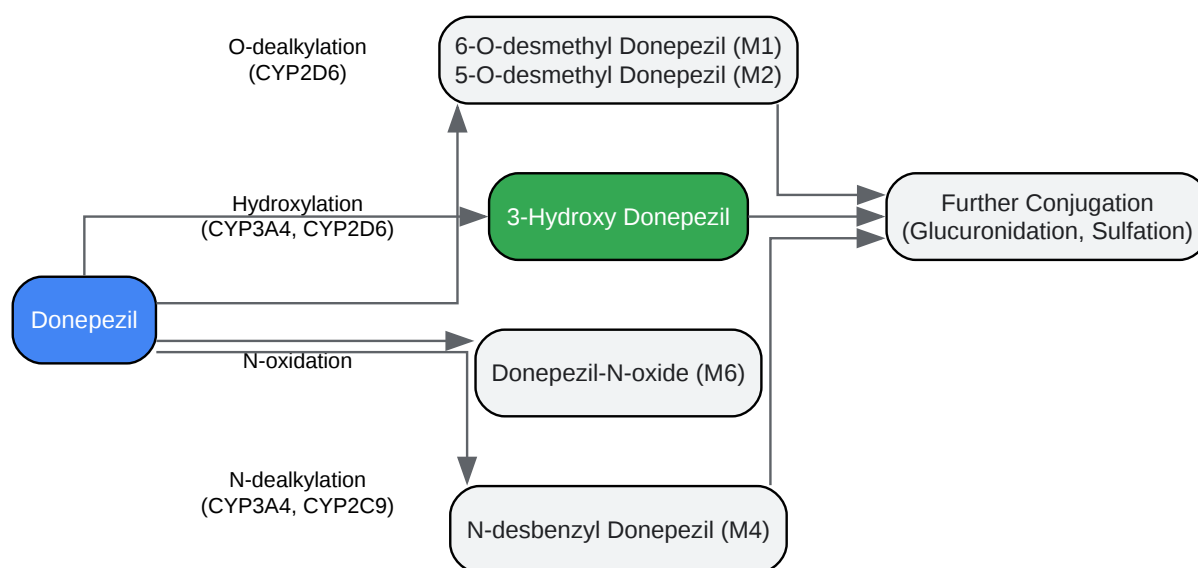 O-dealkylation
(CYP2D6)
6-O-desmethyl Donepezil (M1)
5-O-desmethyl Donepezil (M2)
Hydroxylation
(CYP3A4, CYP2D6)
3-Hydroxy Donepezil
Further Conjugation
(Glucuronidation, Sulfation)
Donepezil
N-oxidation
Donepezil-N-oxide (M6)
N-dealkylation
(CYP3A4, CYP2C9)
N-desbenzyl Donepezil (M4)